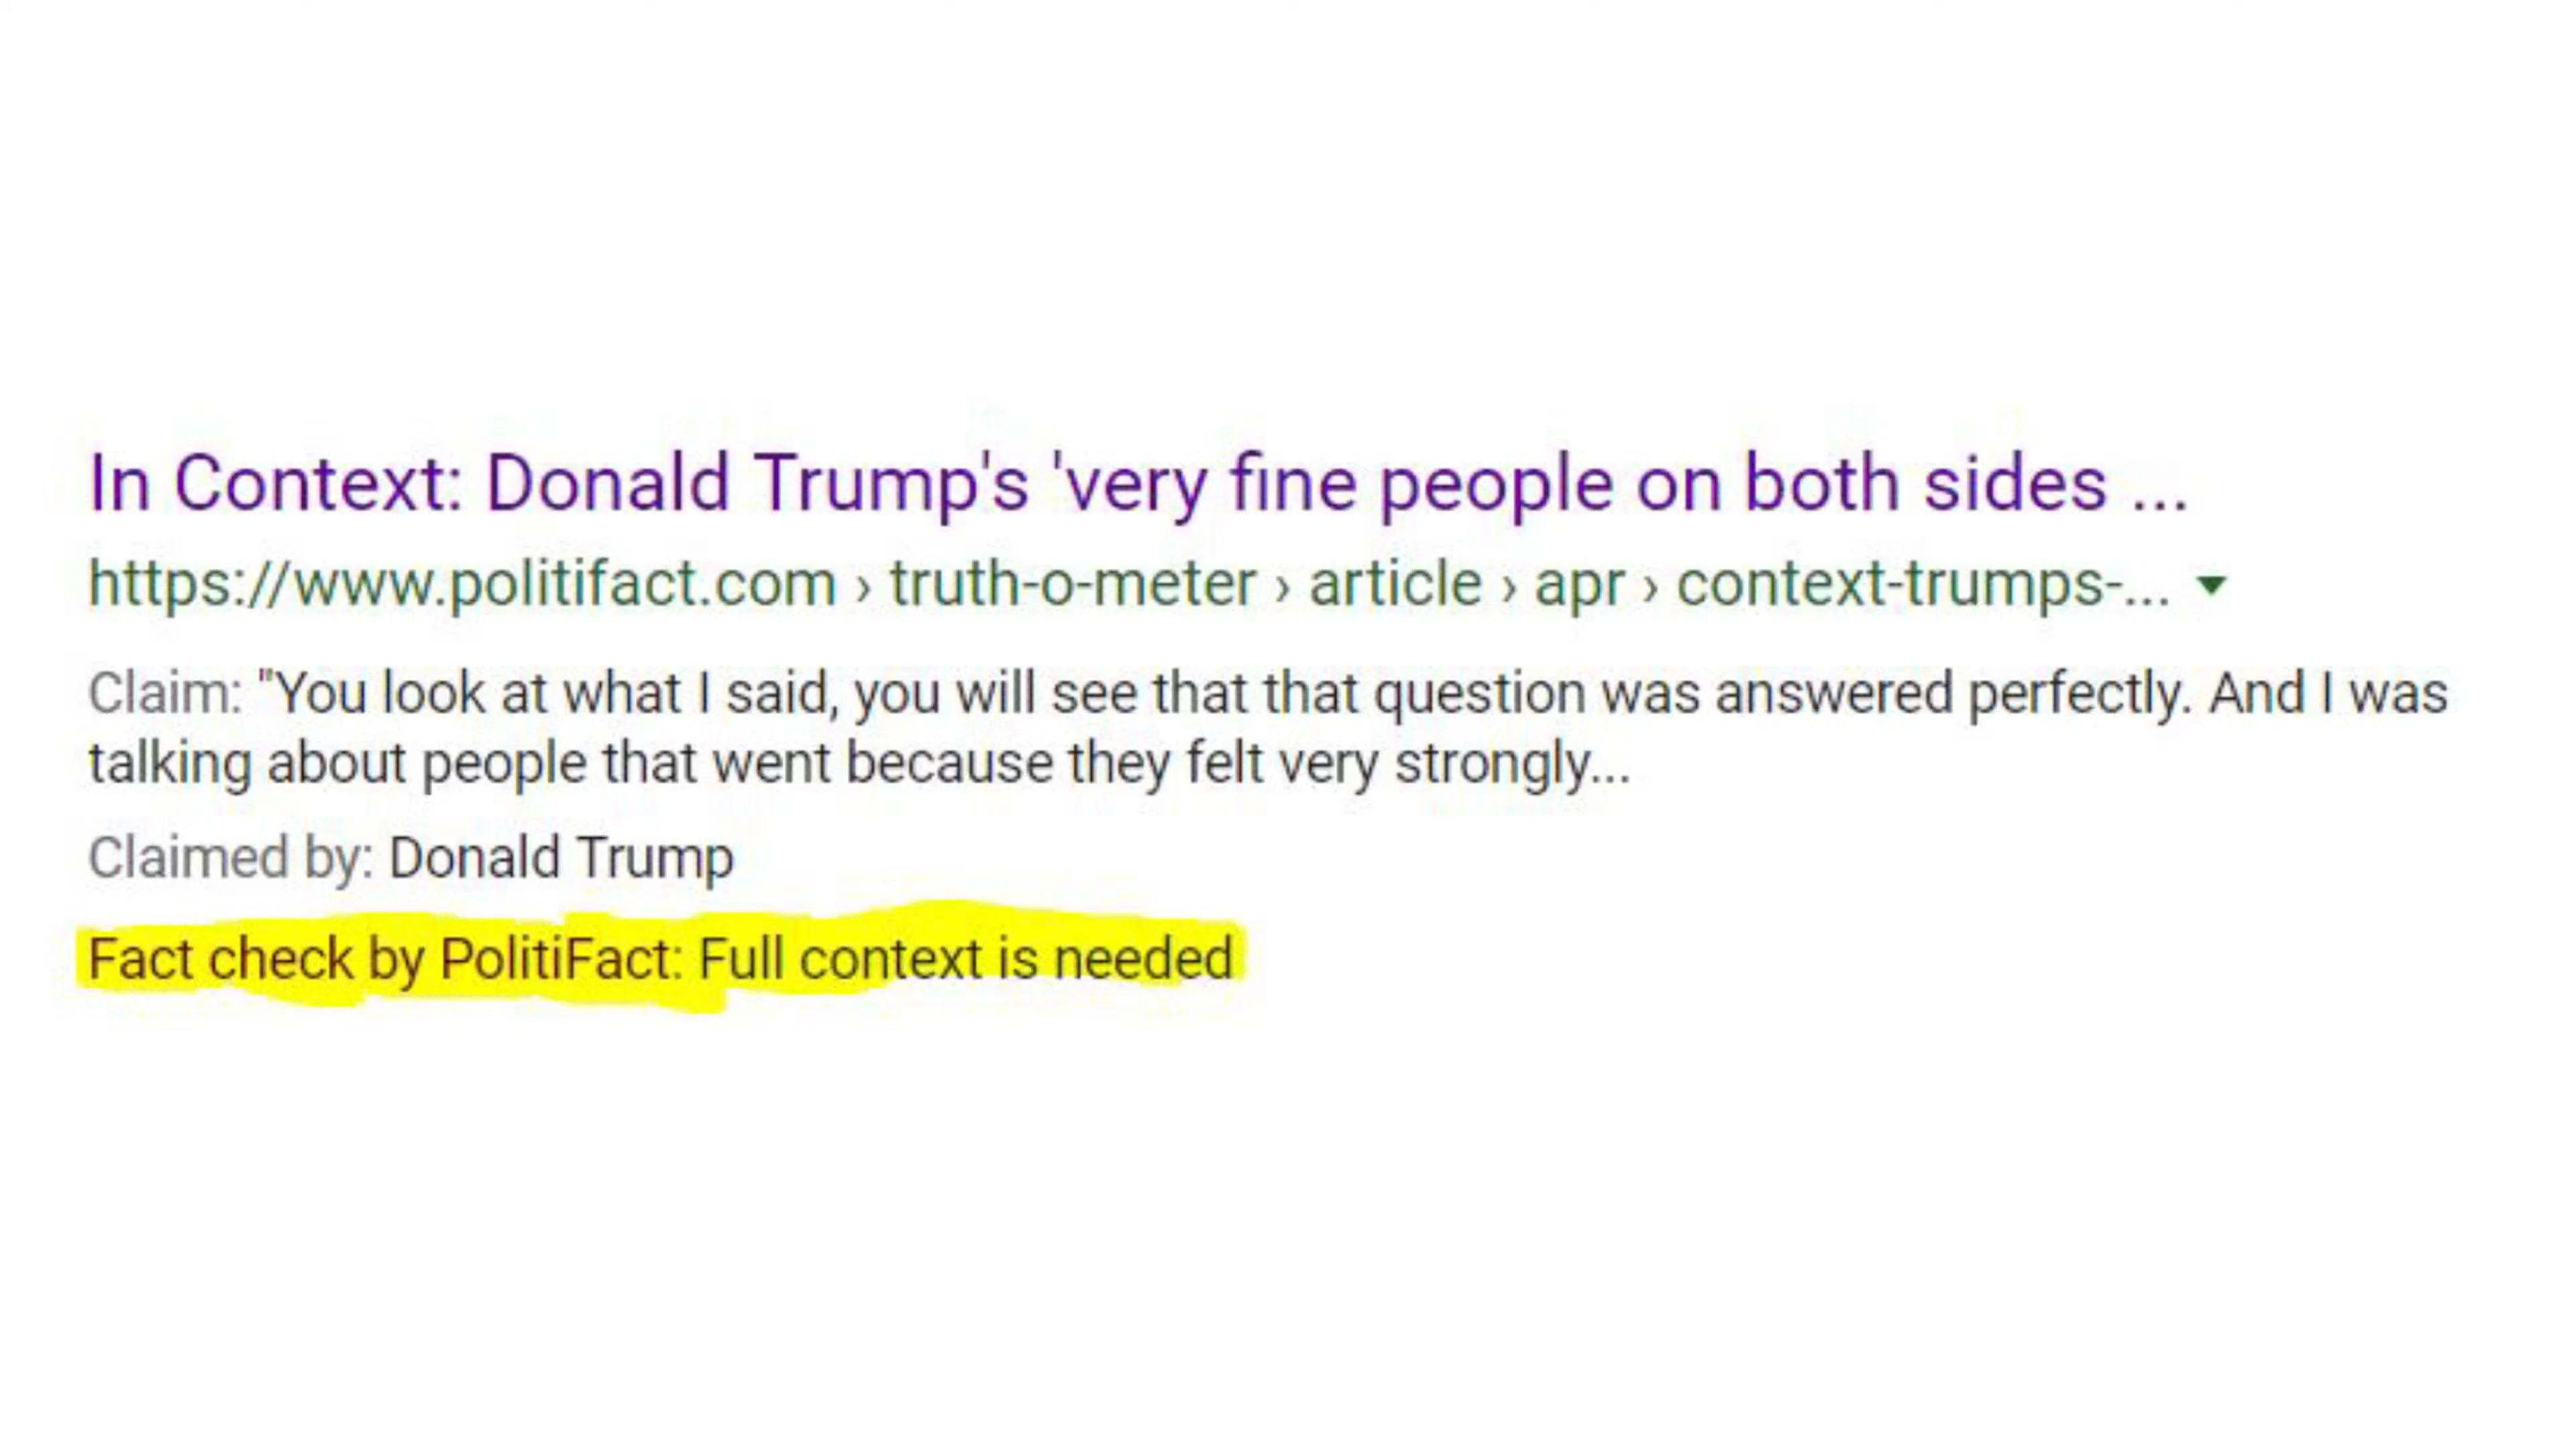 In Context: Donald Trump's 'very fine people on both sides ...
https://www.politifact.com › truth-o-meter › article › apr › context-trumps-...
Claim: "You look at what I said, you will see that that question was answered perfectly. And I was
talking about people that went because they felt very strongly...
Claimed by: Donald Trump
Fact check by PolitiFact: Full context is needed